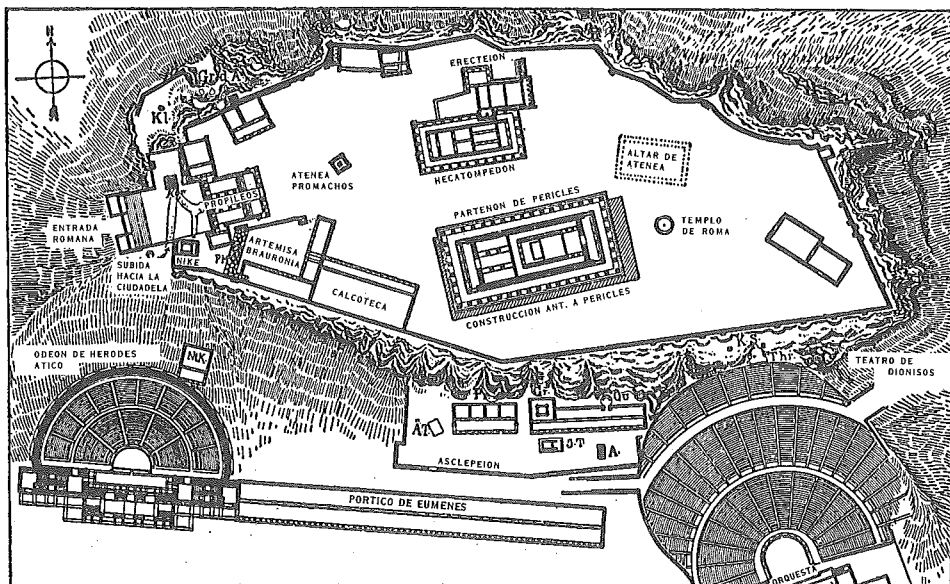 N
ERECTEION
Kl.
ATENEA
PROMACHOS
HECATOMPEDON
ALTAR DE
ATENEA
PROPILEOS
PARTENON DE PERICLES
TEMPLO
DE ROMA
ENTRADA
ROMANA
ARTEMISA
BRAURONIA
NIKE
SUBIDA
HACIA LA
CIUDADELA
CALCOTECA
CONSTRUCCION ANT. A PERICLES
ODEON DE HERODES
ATICO
Thr.
TEATRO DE
DIONISOS
A.
ASCLEPEION
PORTICO DE EUMENES
ORQUESTA